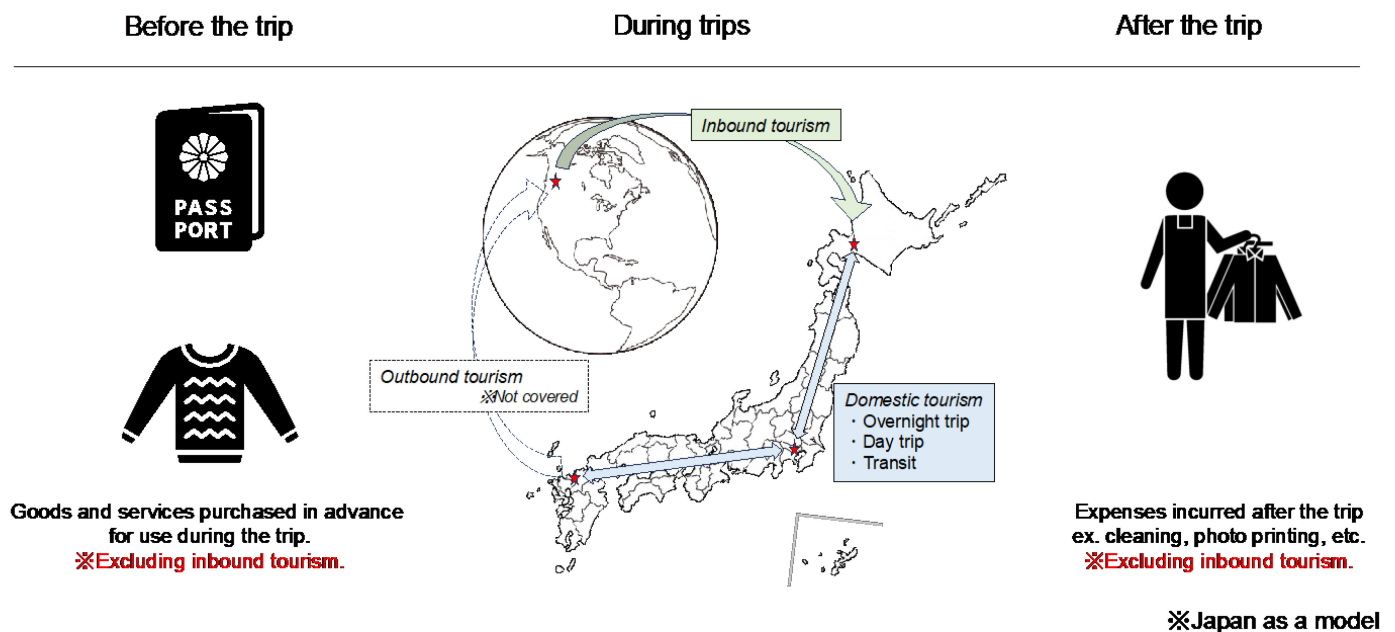 Before the trip
During trips
After the trip
PASS
PORT
Inbound tourism
Outbound tourism
※Not covered
Domestic tourism
・Overnight trip
・Day trip
・Transit
Goods and services purchased in advance
for use during the trip.
※Excluding inbound tourism.
Expenses incurred after the trip
ex. cleaning, photo printing, etc.
※Excluding inbound tourism.
※Japan as a model